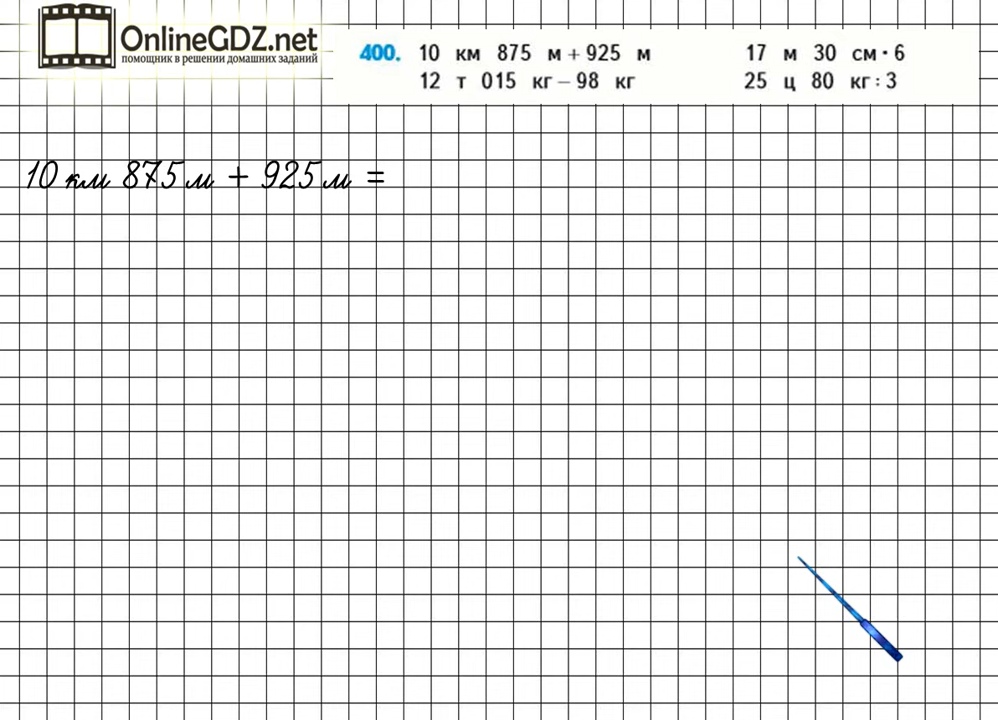 OnlineGDZ.net
помощник в решении домашних заданий
400. 10 км 875 м + 925 м 17 м 30 см · 6
12 т 015 кг – 98 кг 25 ц 80 кг : 3
10 км 875 м + 925 м =